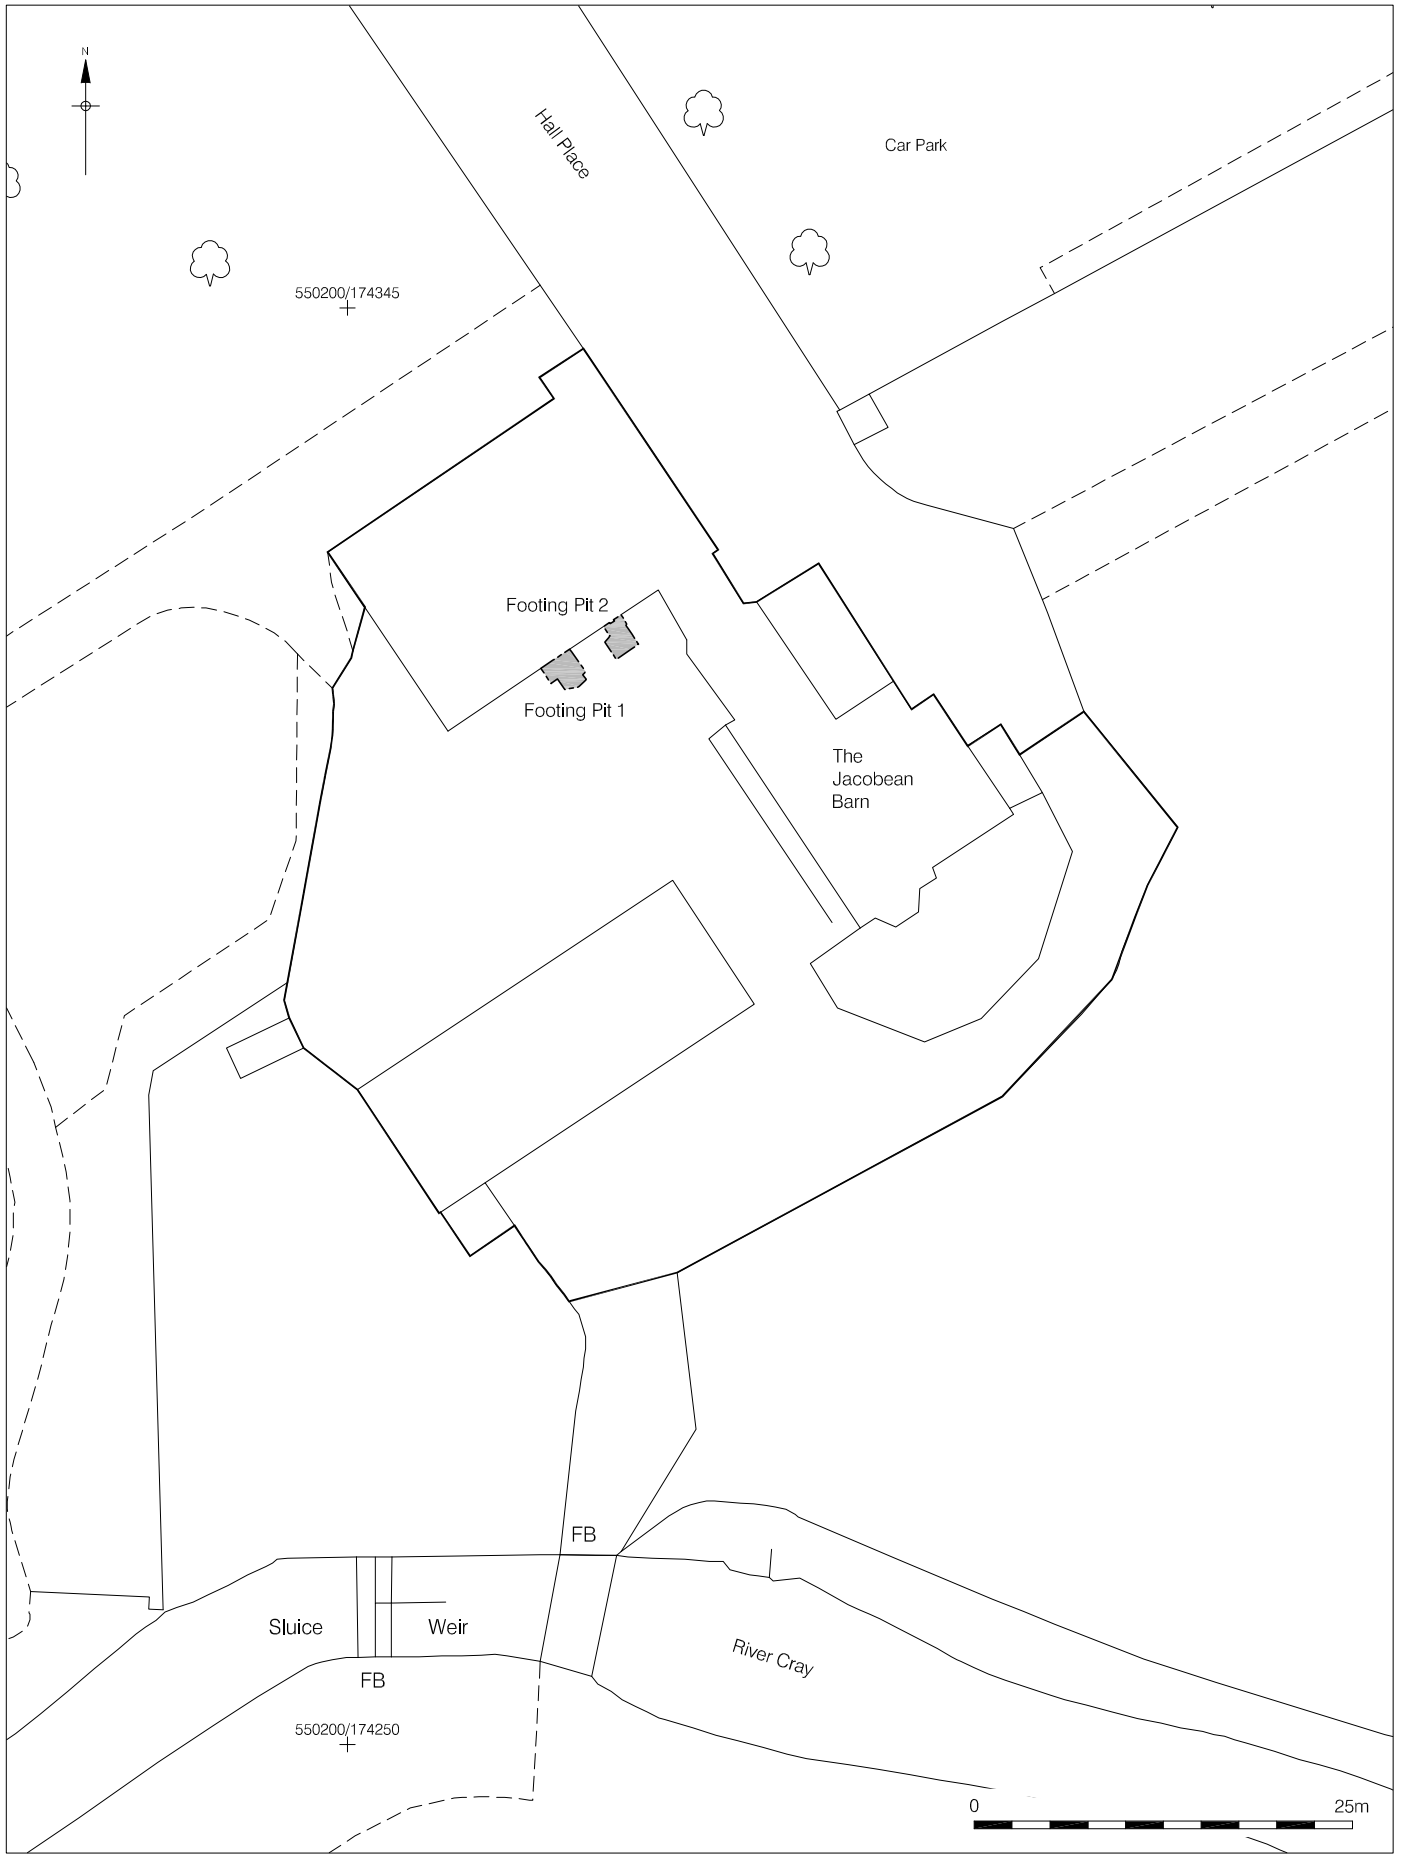 N
Hall Place
Car Park
550200/174345
Footing Pit 2
Footing Pit 1
The
Jacobean
Barn
FB
Sluice
Weir
River Cray
FB
550200/174250
0
25m